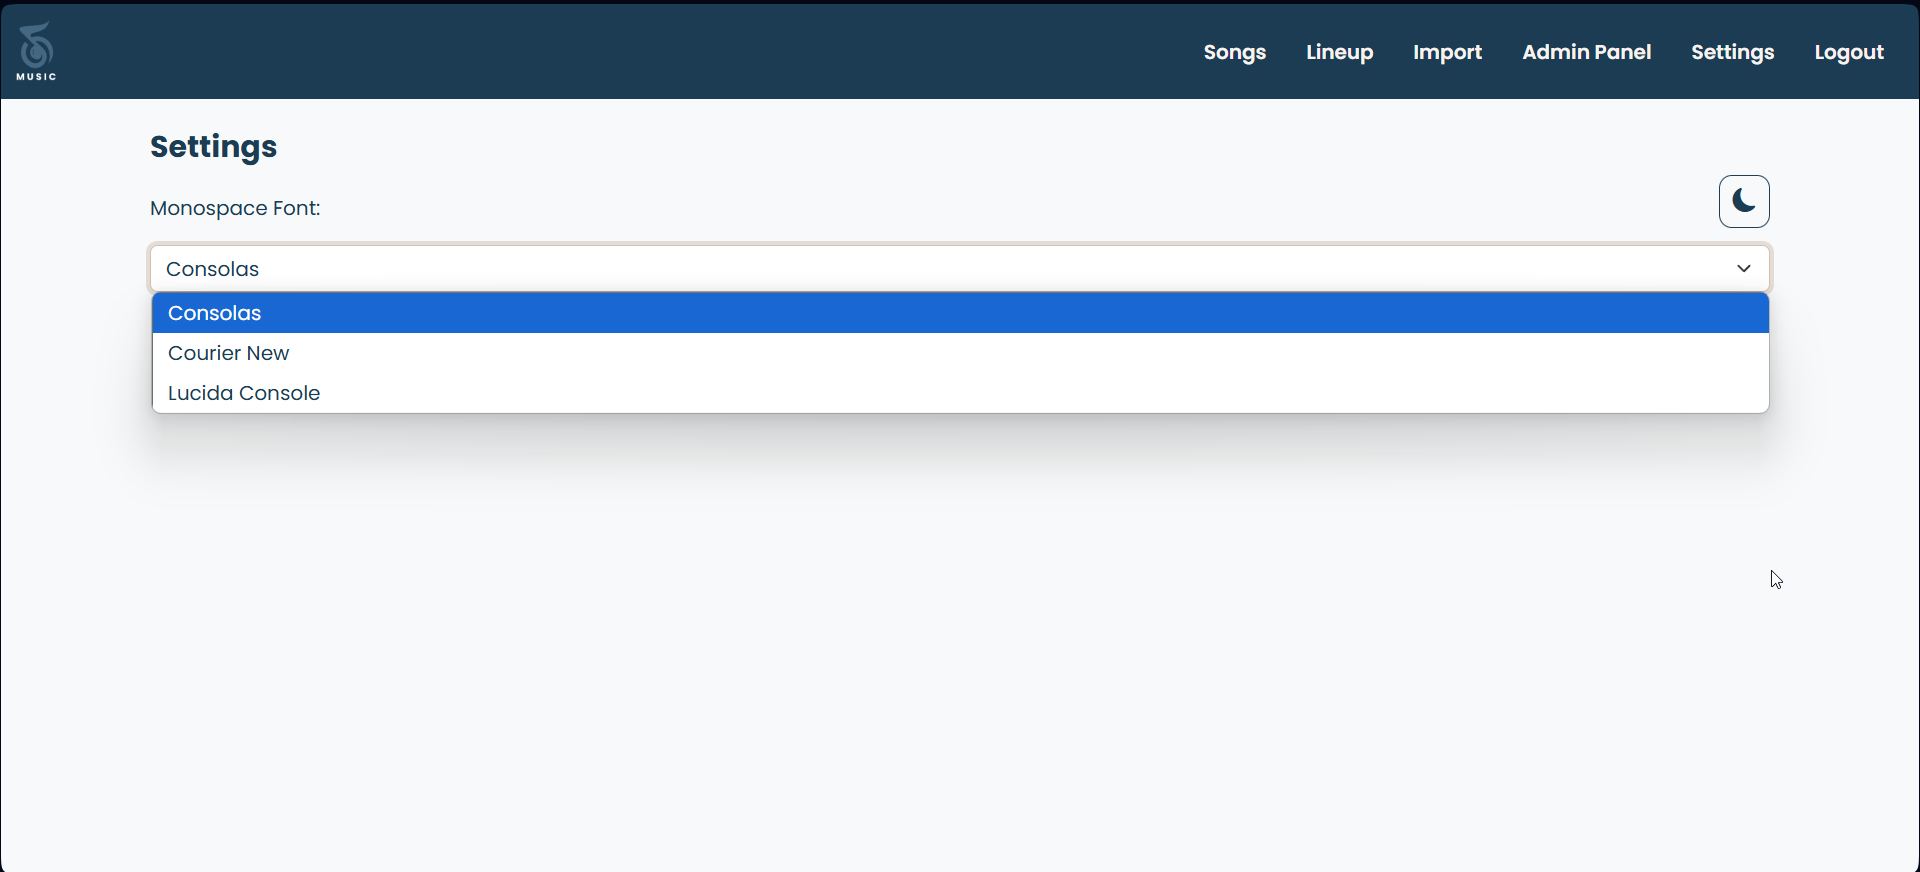 MUSIC
Songs Lineup Import Admin Panel Settings Logout
Settings
Monospace Font:
Consolas
Consolas
Courier New
Lucida Console